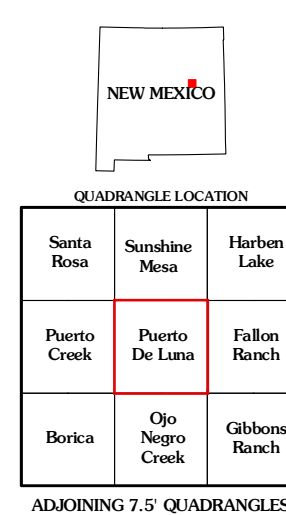 NEW MEXICO
QUADRANGLE LOCATION
Santa Rosa
Sunshine Mesa
Harben Lake
Puerto Creek
Puerto De Luna
Fallon Ranch
Borica
Ojo Negro Creek
Gibbons Ranch
ADJOINING 7.5' QUADRANGLES